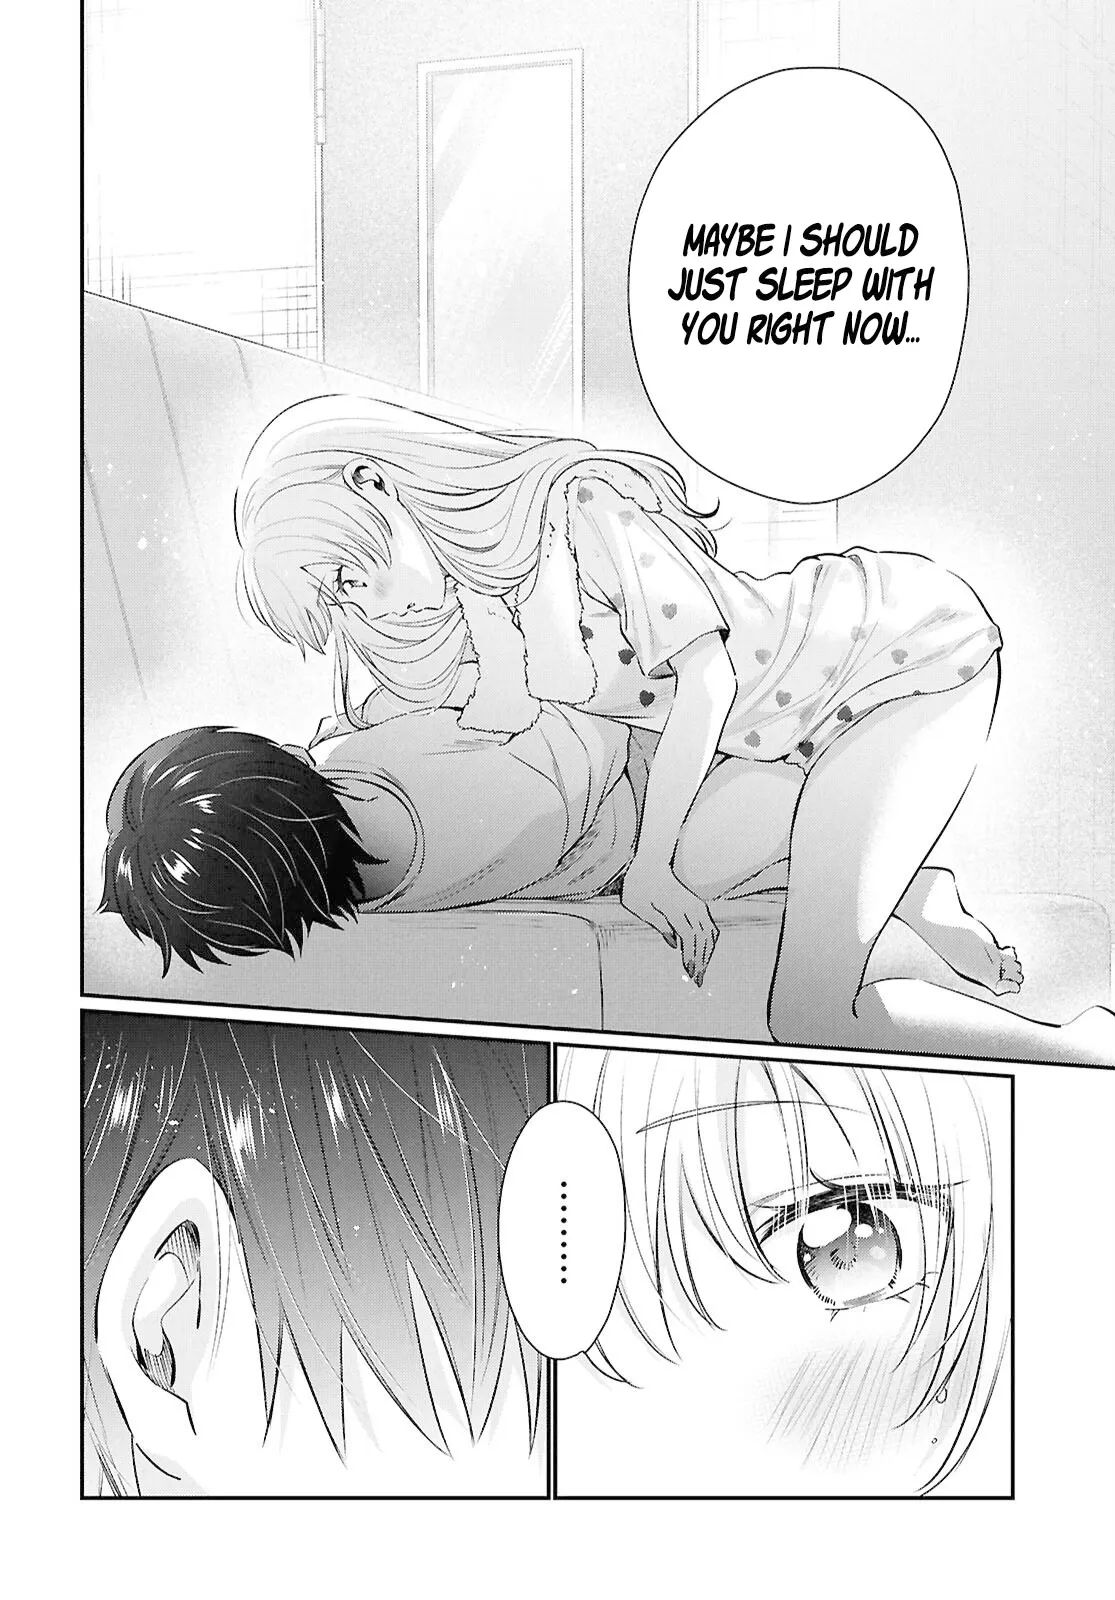 MAYBE I SHOULD
JUST SLEEP WITH
YOU RIGHT NOW...
.........